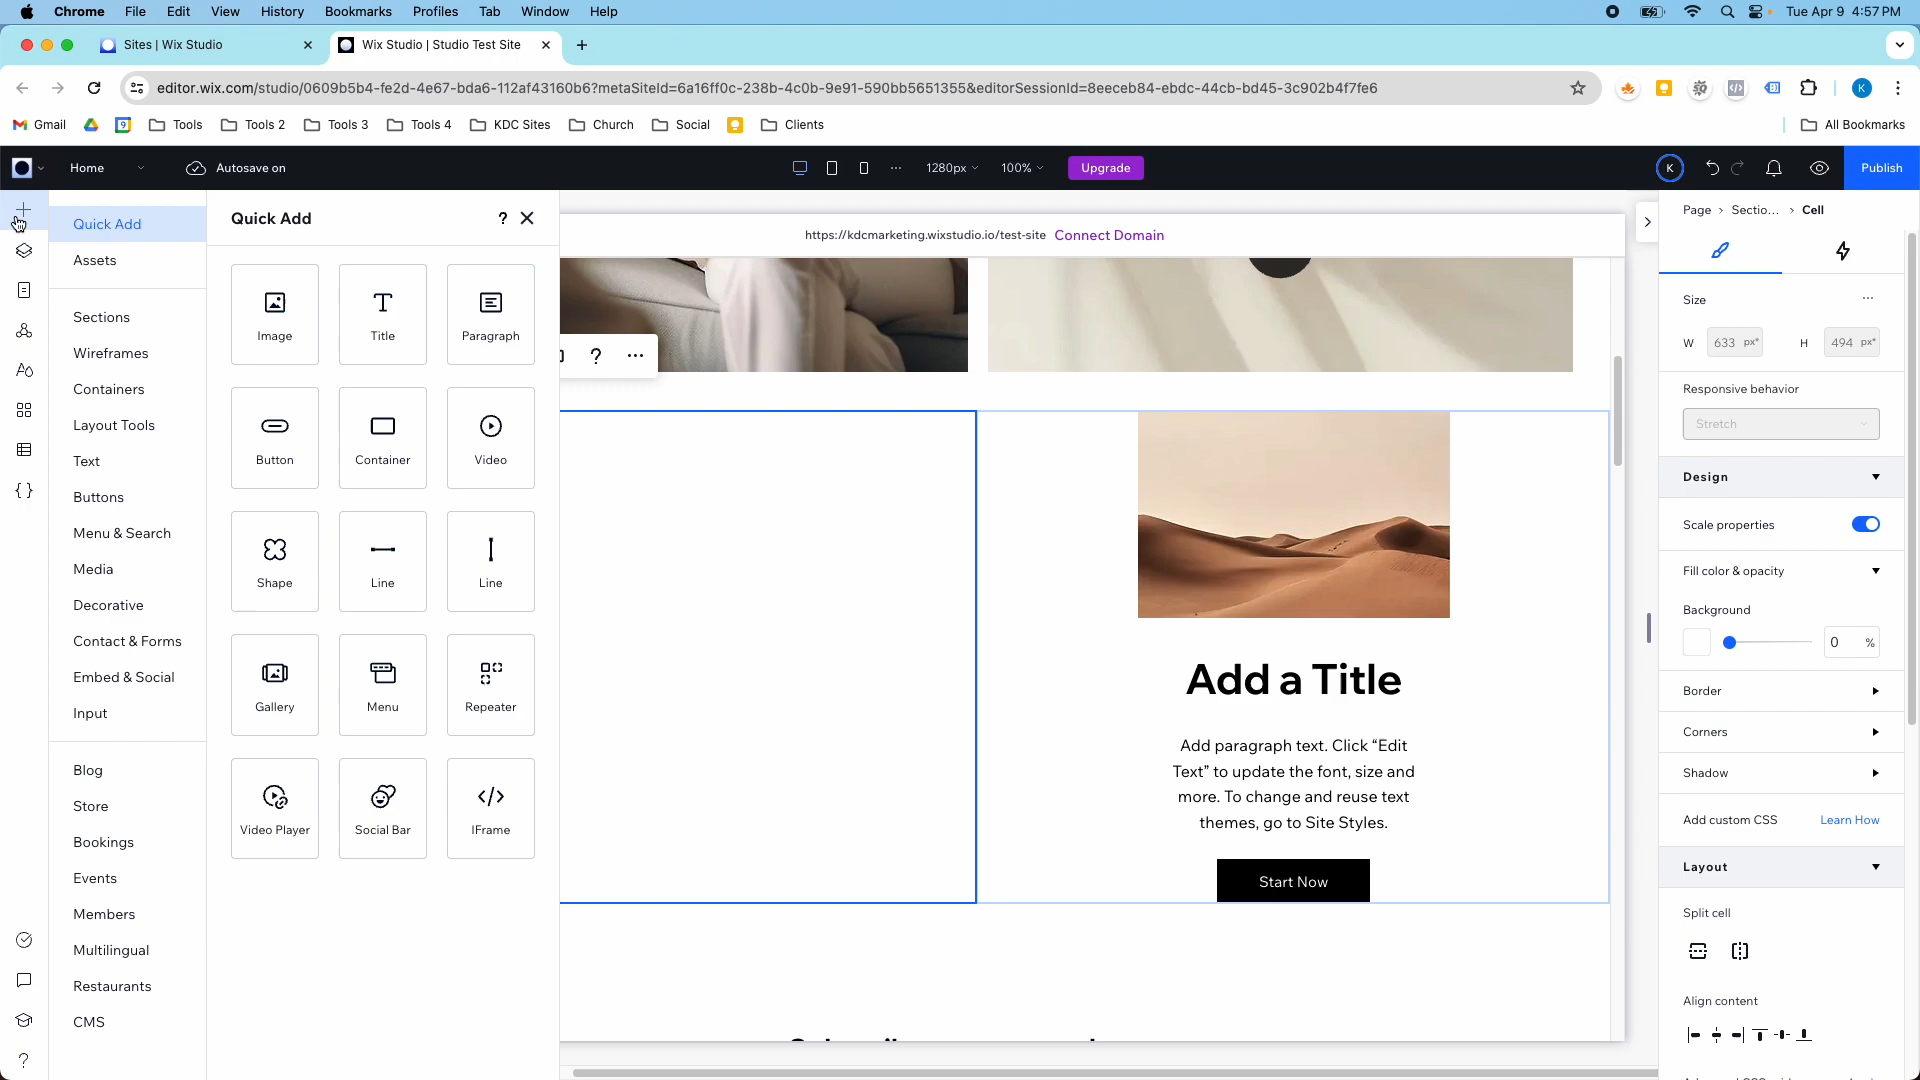 Chrome File Edit View History Bookmarks Profiles Tab Window Help Tue Apr 9 4:57 PM
Sites | Wix Studio Wix Studio | Studio Test Site
editor.wix.com/studio/0609b5b4-fe2d-4e67-bda6-112af43160b6?metaSiteId=6a16ff0c-238b-4c0b-9e91-590bb5651355&editorSessionId=8eeceb84-ebdc-44cb-bd45-3c902b4f7fe6 K
Gmail 9 Tools Tools 2 Tools 3 Tools 4 KDC Sites Church Social Clients All Bookmarks
Home Autosave on 1280px 100% Upgrade K Publish
Quick Add
Assets
Sections
Wireframes
Containers
Layout Tools
Text
Buttons
Menu & Search
Media
Decorative
Contact & Forms
Embed & Social
Input
Blog
Store
Bookings
Events
Members
Multilingual
Restaurants
CMS
Quick Add ?
Image Title Paragraph
Button Container Video
Shape Line Line
Gallery Menu Repeater
Video Player Social Bar IFrame
https://kdcmarketing.wixstudio.io/test-site Connect Domain
?
Add a Title
Add paragraph text. Click “Edit
Text” to update the font, size and
more. To change and reuse text
themes, go to Site Styles.
Start Now
Page > Sectio... > Cell
Size
W 633 px* H 494 px*
Responsive behavior
Stretch
Design
Scale properties
Fill color & opacity
Background
0 %
Border
Corners
Shadow
Add custom CSS Learn How
Layout
Split cell
Align content
?